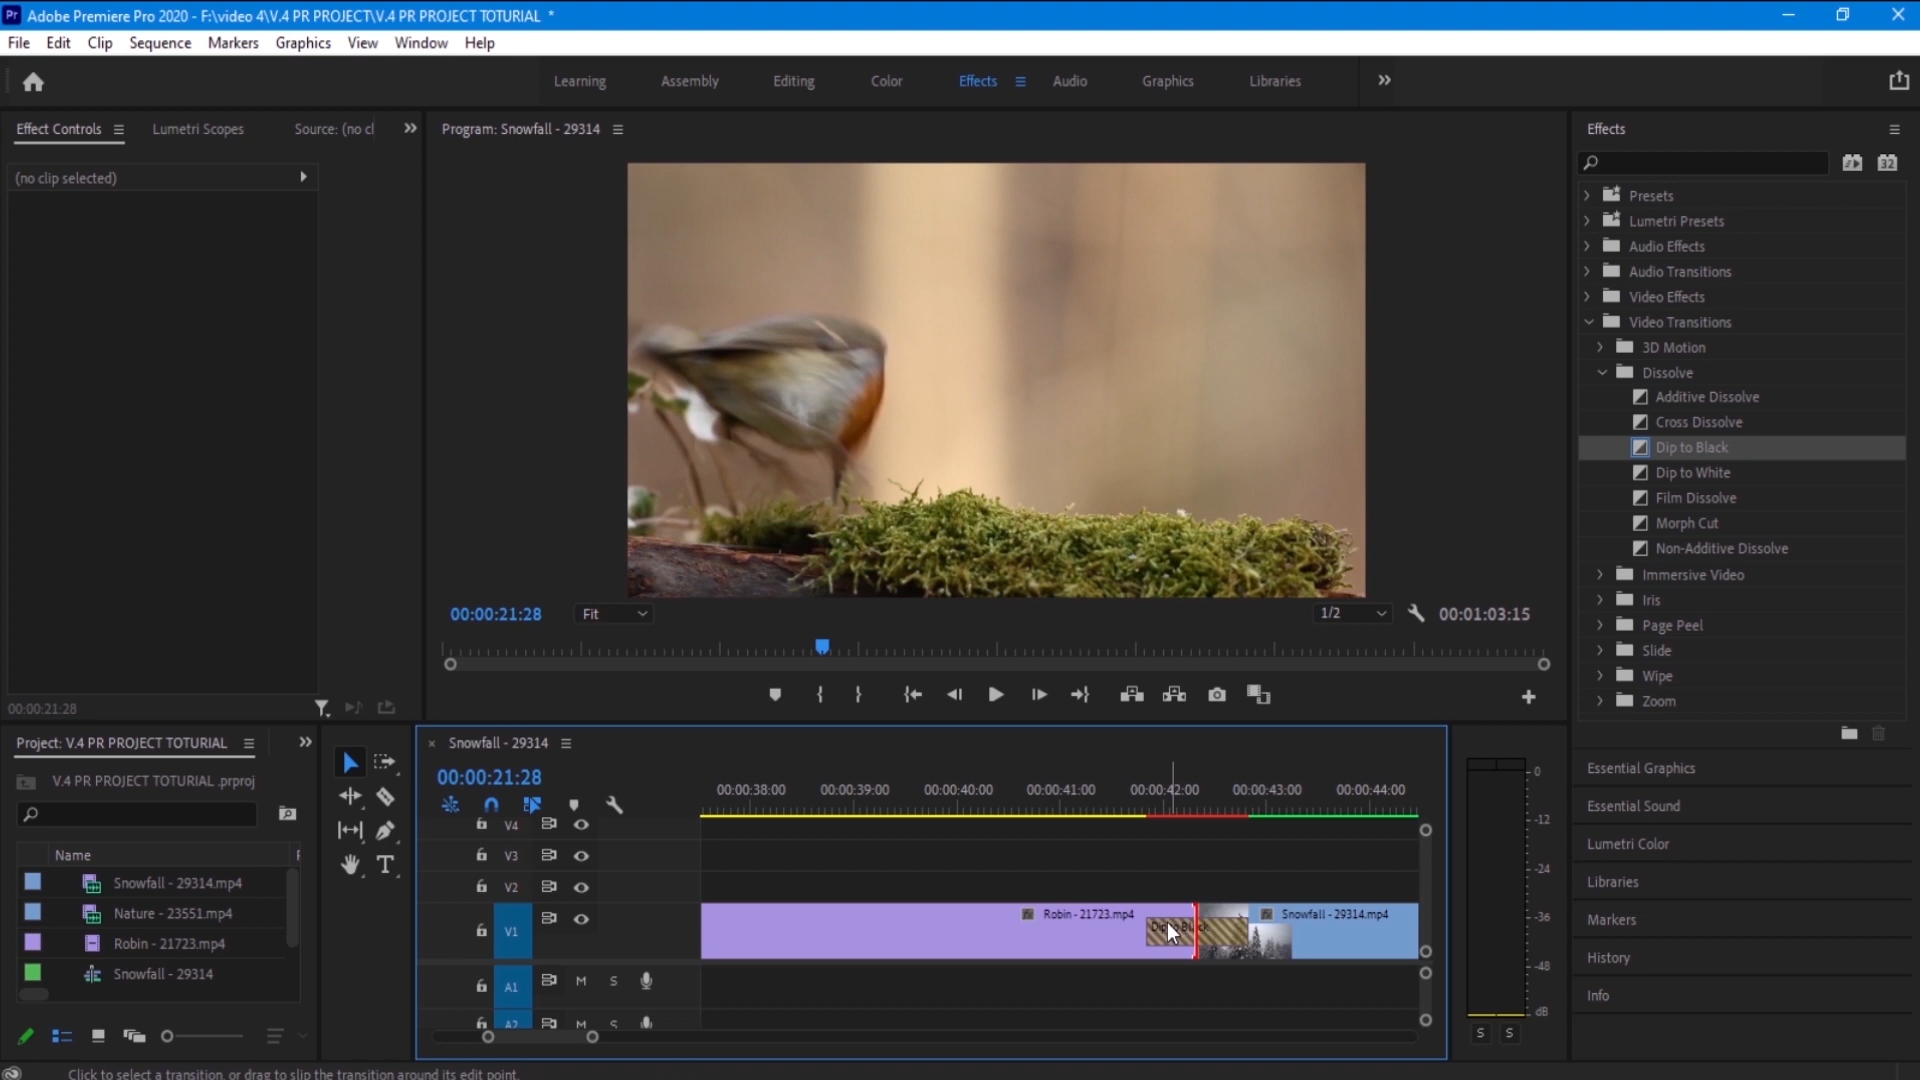 Pr Adobe Premiere Pro 2020 - F:\video 4\V.4 PR PROJECT\V.4 PR PROJECT TOTURIAL *
File Edit Clip Sequence Markers Graphics View Window Help
Learning Assembly Editing Color Effects Audio Graphics Libraries
Effect Controls Lumetri Scopes Source: (no cl
Program: Snowfall - 29314
Effects
(no clip selected)
Presets
Lumetri Presets
Audio Effects
Audio Transitions
Video Effects
Video Transitions
3D Motion
Dissolve
Additive Dissolve
Cross Dissolve
Dip to Black
Dip to White
Film Dissolve
Morph Cut
Non-Additive Dissolve
Immersive Video
Iris
Page Peel
Slide
Wipe
Zoom
00:00:21:28 Fit 1/2 00:01:03:15
00:00:21:28
Project: V.4 PR PROJECT TOTURIAL
V.4 PR PROJECT TOTURIAL .prproj
Name
Snowfall - 29314.mp4
Nature - 23551.mp4
Robin - 21723.mp4
Snowfall - 29314
Snowfall - 29314
00:00:21:28
00:00:38:00 00:00:39:00 00:00:40:00 00:00:41:00 00:00:42:00 00:00:43:00 00:00:44:00
V4
V3
V2
V1
Robin - 21723.mp4
Snowfall - 29314.mp4
A1 M S
A2 M S
0
-12
-24
-36
-48
dB
S S
Essential Graphics
Essential Sound
Lumetri Color
Libraries
Markers
History
Info
Click to select a transition, or drag to slip the transition around its edit point.